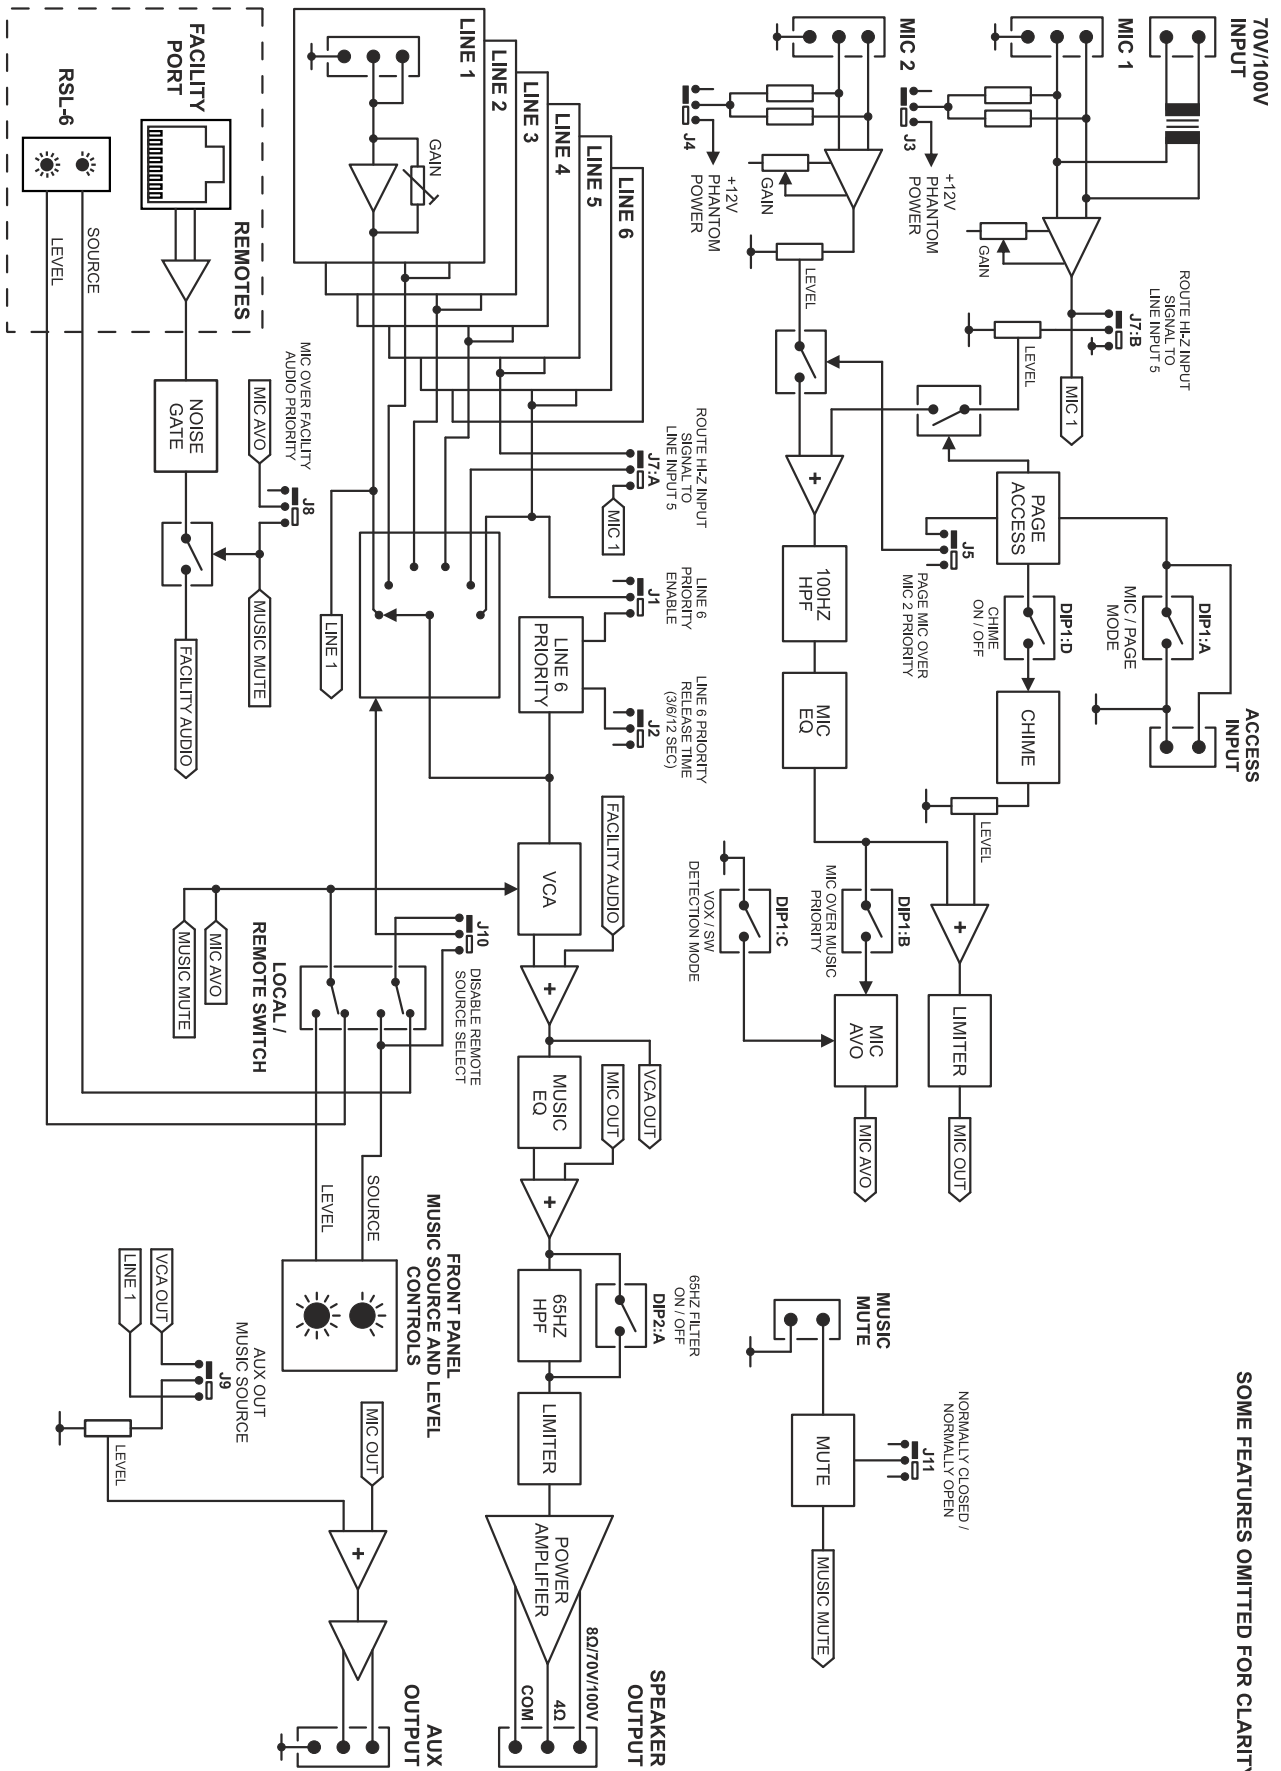 SOME FEATURES OMITTED FOR CLARITY
70V/100V
INPUT
MIC 1
MIC 2
J3
+12V
PHANTOM
POWER
J4
+12V
PHANTOM
POWER
GAIN
GAIN
LEVEL
ROUTE HI-Z INPUT
SIGNAL TO
LINE INPUT 5
J7:B
LEVEL
MIC 1
PAGE
ACCESS
J5
PAGE MIC OVER
MIC 2 PRIORITY
DIP1:D
CHIME
ON / OFF
DIP1:A
MIC / PAGE
MODE
ACCESS
INPUT
CHIME
LEVEL
+
100HZ
HPF
MIC
EQ
DIP1:B
MIC OVER MUSIC
PRIORITY
DIP1:C
VOX / SW
DETECTION MODE
+
LIMITER
MIC OUT
MIC
AVO
MIC AVO
MUSIC
MUTE
MUTE
J11
NORMALLY CLOSED /
NORMALLY OPEN
MUSIC MUTE
LINE 1
LINE 2
LINE 3
LINE 4
LINE 5
LINE 6
GAIN
ROUTE HI-Z INPUT
SIGNAL TO
LINE INPUT 5
J7:A
MIC 1
J1
LINE 6
PRIORITY
ENABLE
LINE 6
PRIORITY
J2
LINE 6 PRIORITY
RELEASE TIME
(3/6/12 SEC)
LINE 1
FACILITY AUDIO
VCA
+
VCA OUT
MUSIC
EQ
MIC OUT
+
65HZ
HPF
65HZ FILTER
ON / OFF
DIP2:A
LIMITER
POWER
AMPLIFIER
8Ω/70V/100V
4Ω
COM
SPEAKER
OUTPUT
FACILITY
PORT
RSL-6
REMOTES
SOURCE
LEVEL
NOISE
GATE
MIC OVER FACILITY
AUDIO PRIORITY
MIC AVO
J8
MUSIC MUTE
FACILITY AUDIO
MIC AVO
MUSIC MUTE
J10
DISABLE REMOTE
SOURCE SELECT
LOCAL /
REMOTE SWITCH
SOURCE
LEVEL
FRONT PANEL
MUSIC SOURCE AND LEVEL
CONTROLS
VCA OUT
LINE 1
J9
AUX OUT
MUSIC SOURCE
LEVEL
MIC OUT
+
AUX
OUTPUT